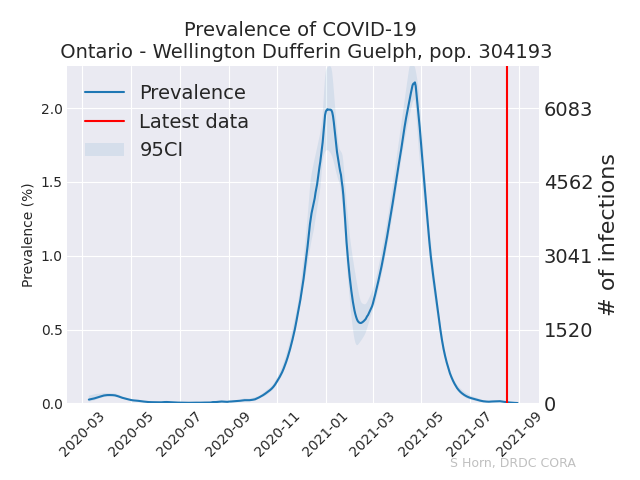 Prevalence of COVID-19
Ontario - Wellington Dufferin Guelph, pop. 304193
Prevalence
Latest data
95CI
Prevalence (%)
2.0
1.5
1.0
0.5
0.0
6083
4562
3041
1520
0
# of infections
2020-03
2020-05
2020-07
2020-09
2020-11
2021-01
2021-03
2021-05
2021-07
2021-09
S Horn, DRDC CORA